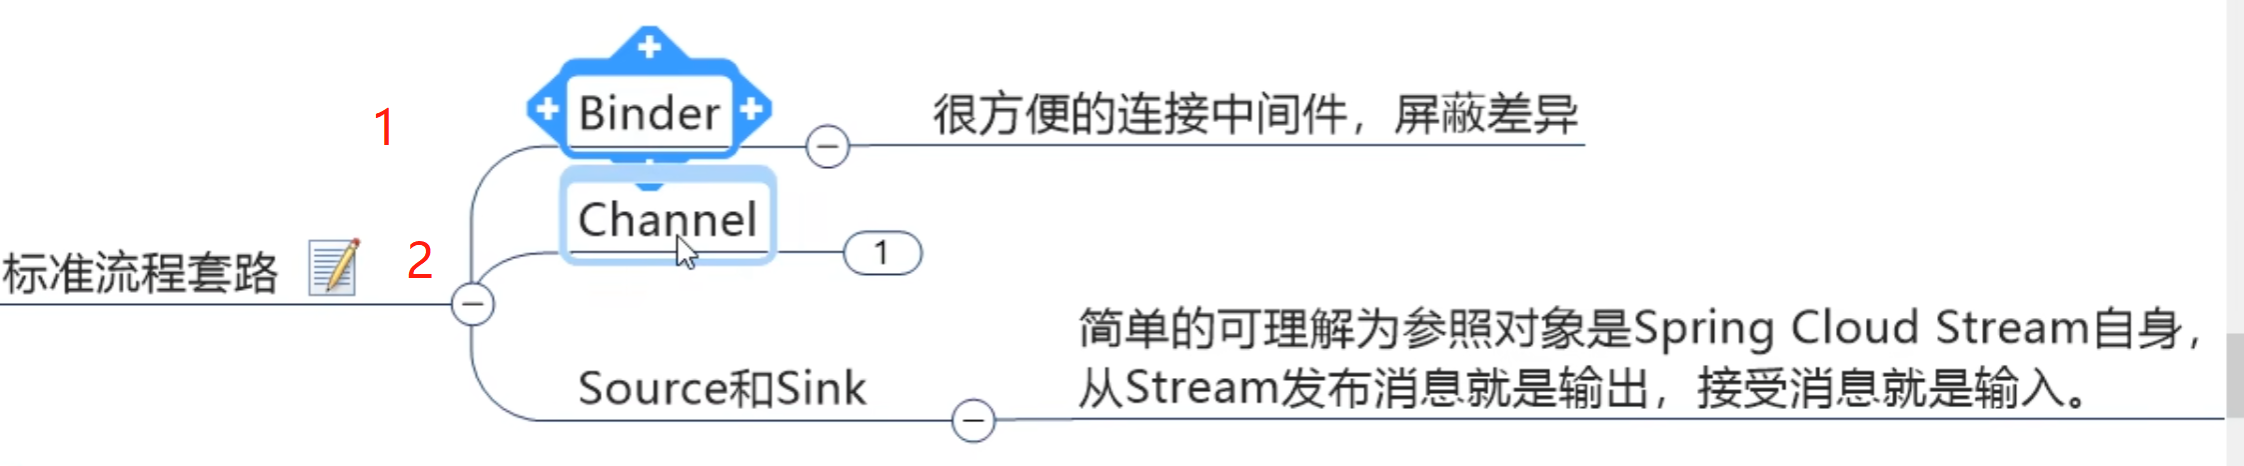 1
Binder
很方便的连接中间件，屏蔽差异
Channel
1
2
标准流程套路
简单的可理解为参照对象是Spring Cloud Stream自身，
从Stream发布消息就是输出，接受消息就是输入。
Source和Sink